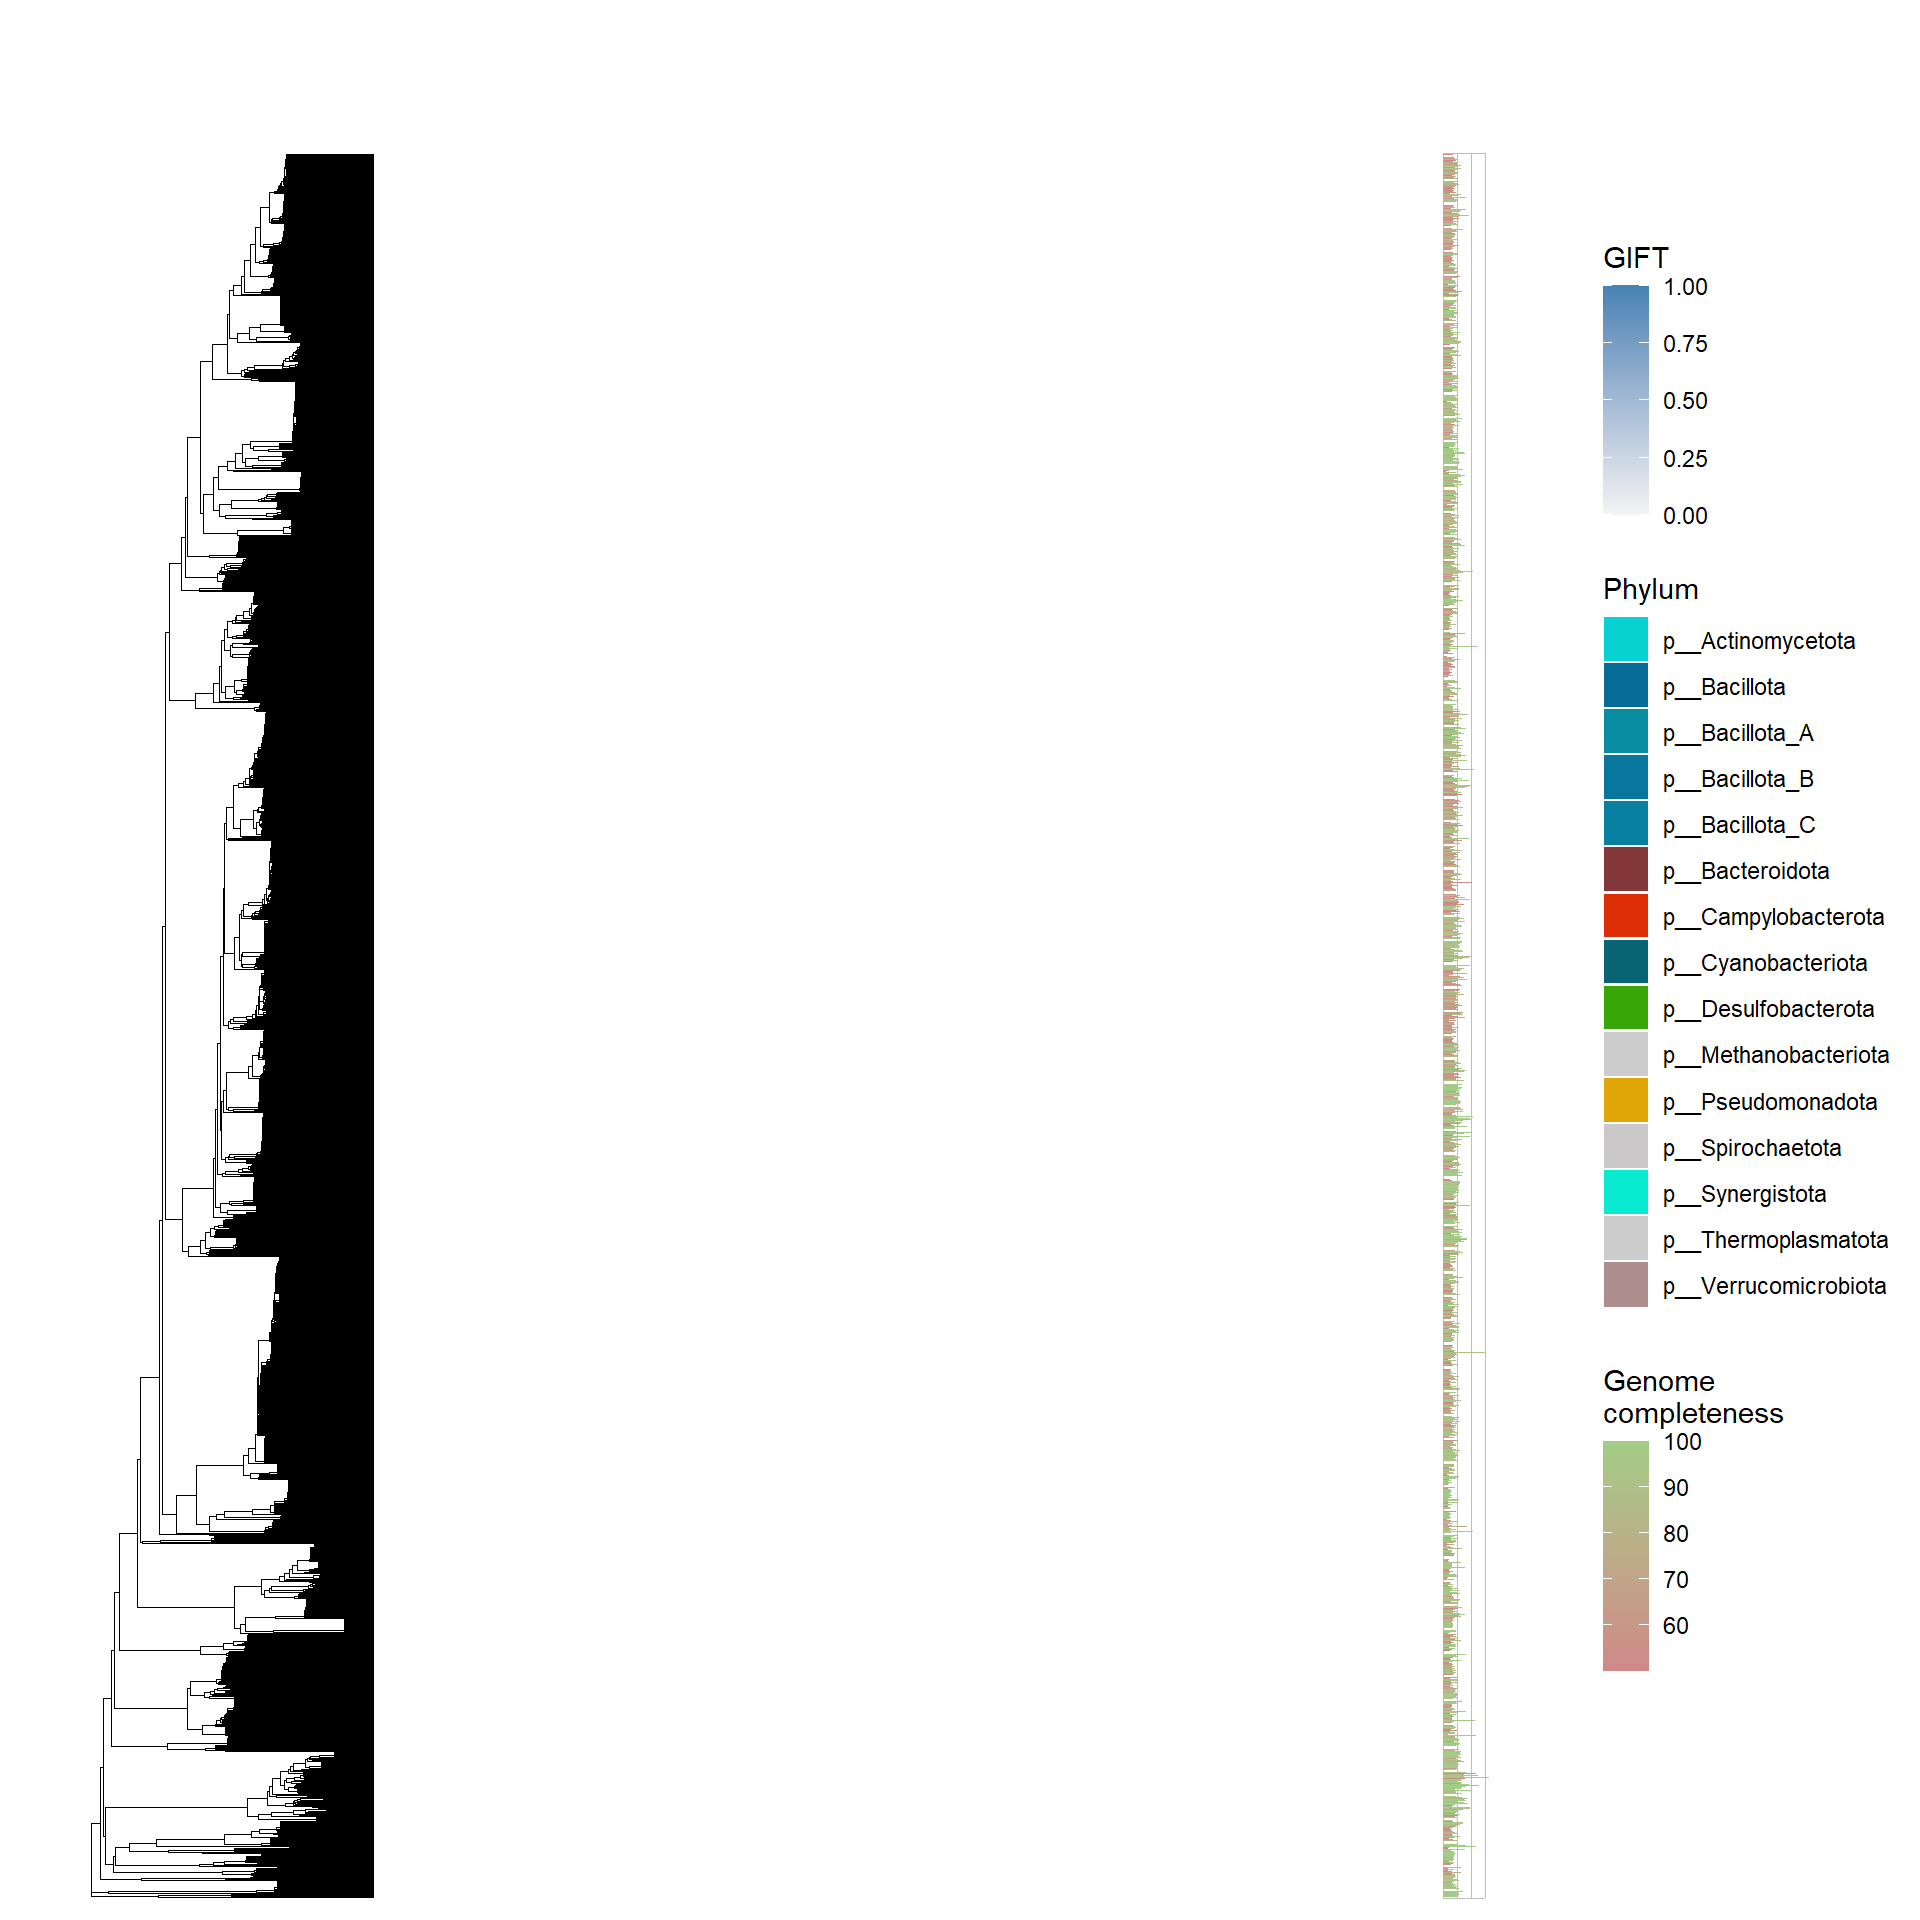 GIFT
1.00
0.75
0.50
0.25
0.00
Phylum
p__Actinomycetota
p__Bacillota
p__Bacillota_A
p__Bacillota_B
p__Bacillota_C
p__Bacteroidota
p__Campylobacterota
p__Cyanobacteriota
p__Desulfobacterota
p__Methanobacteriota
p__Pseudomonadota
p__Spirochaetota
p__Synergistota
p__Thermoplasmatota
p__Verrucomicrobiota
Genome
completeness
100
90
80
70
60